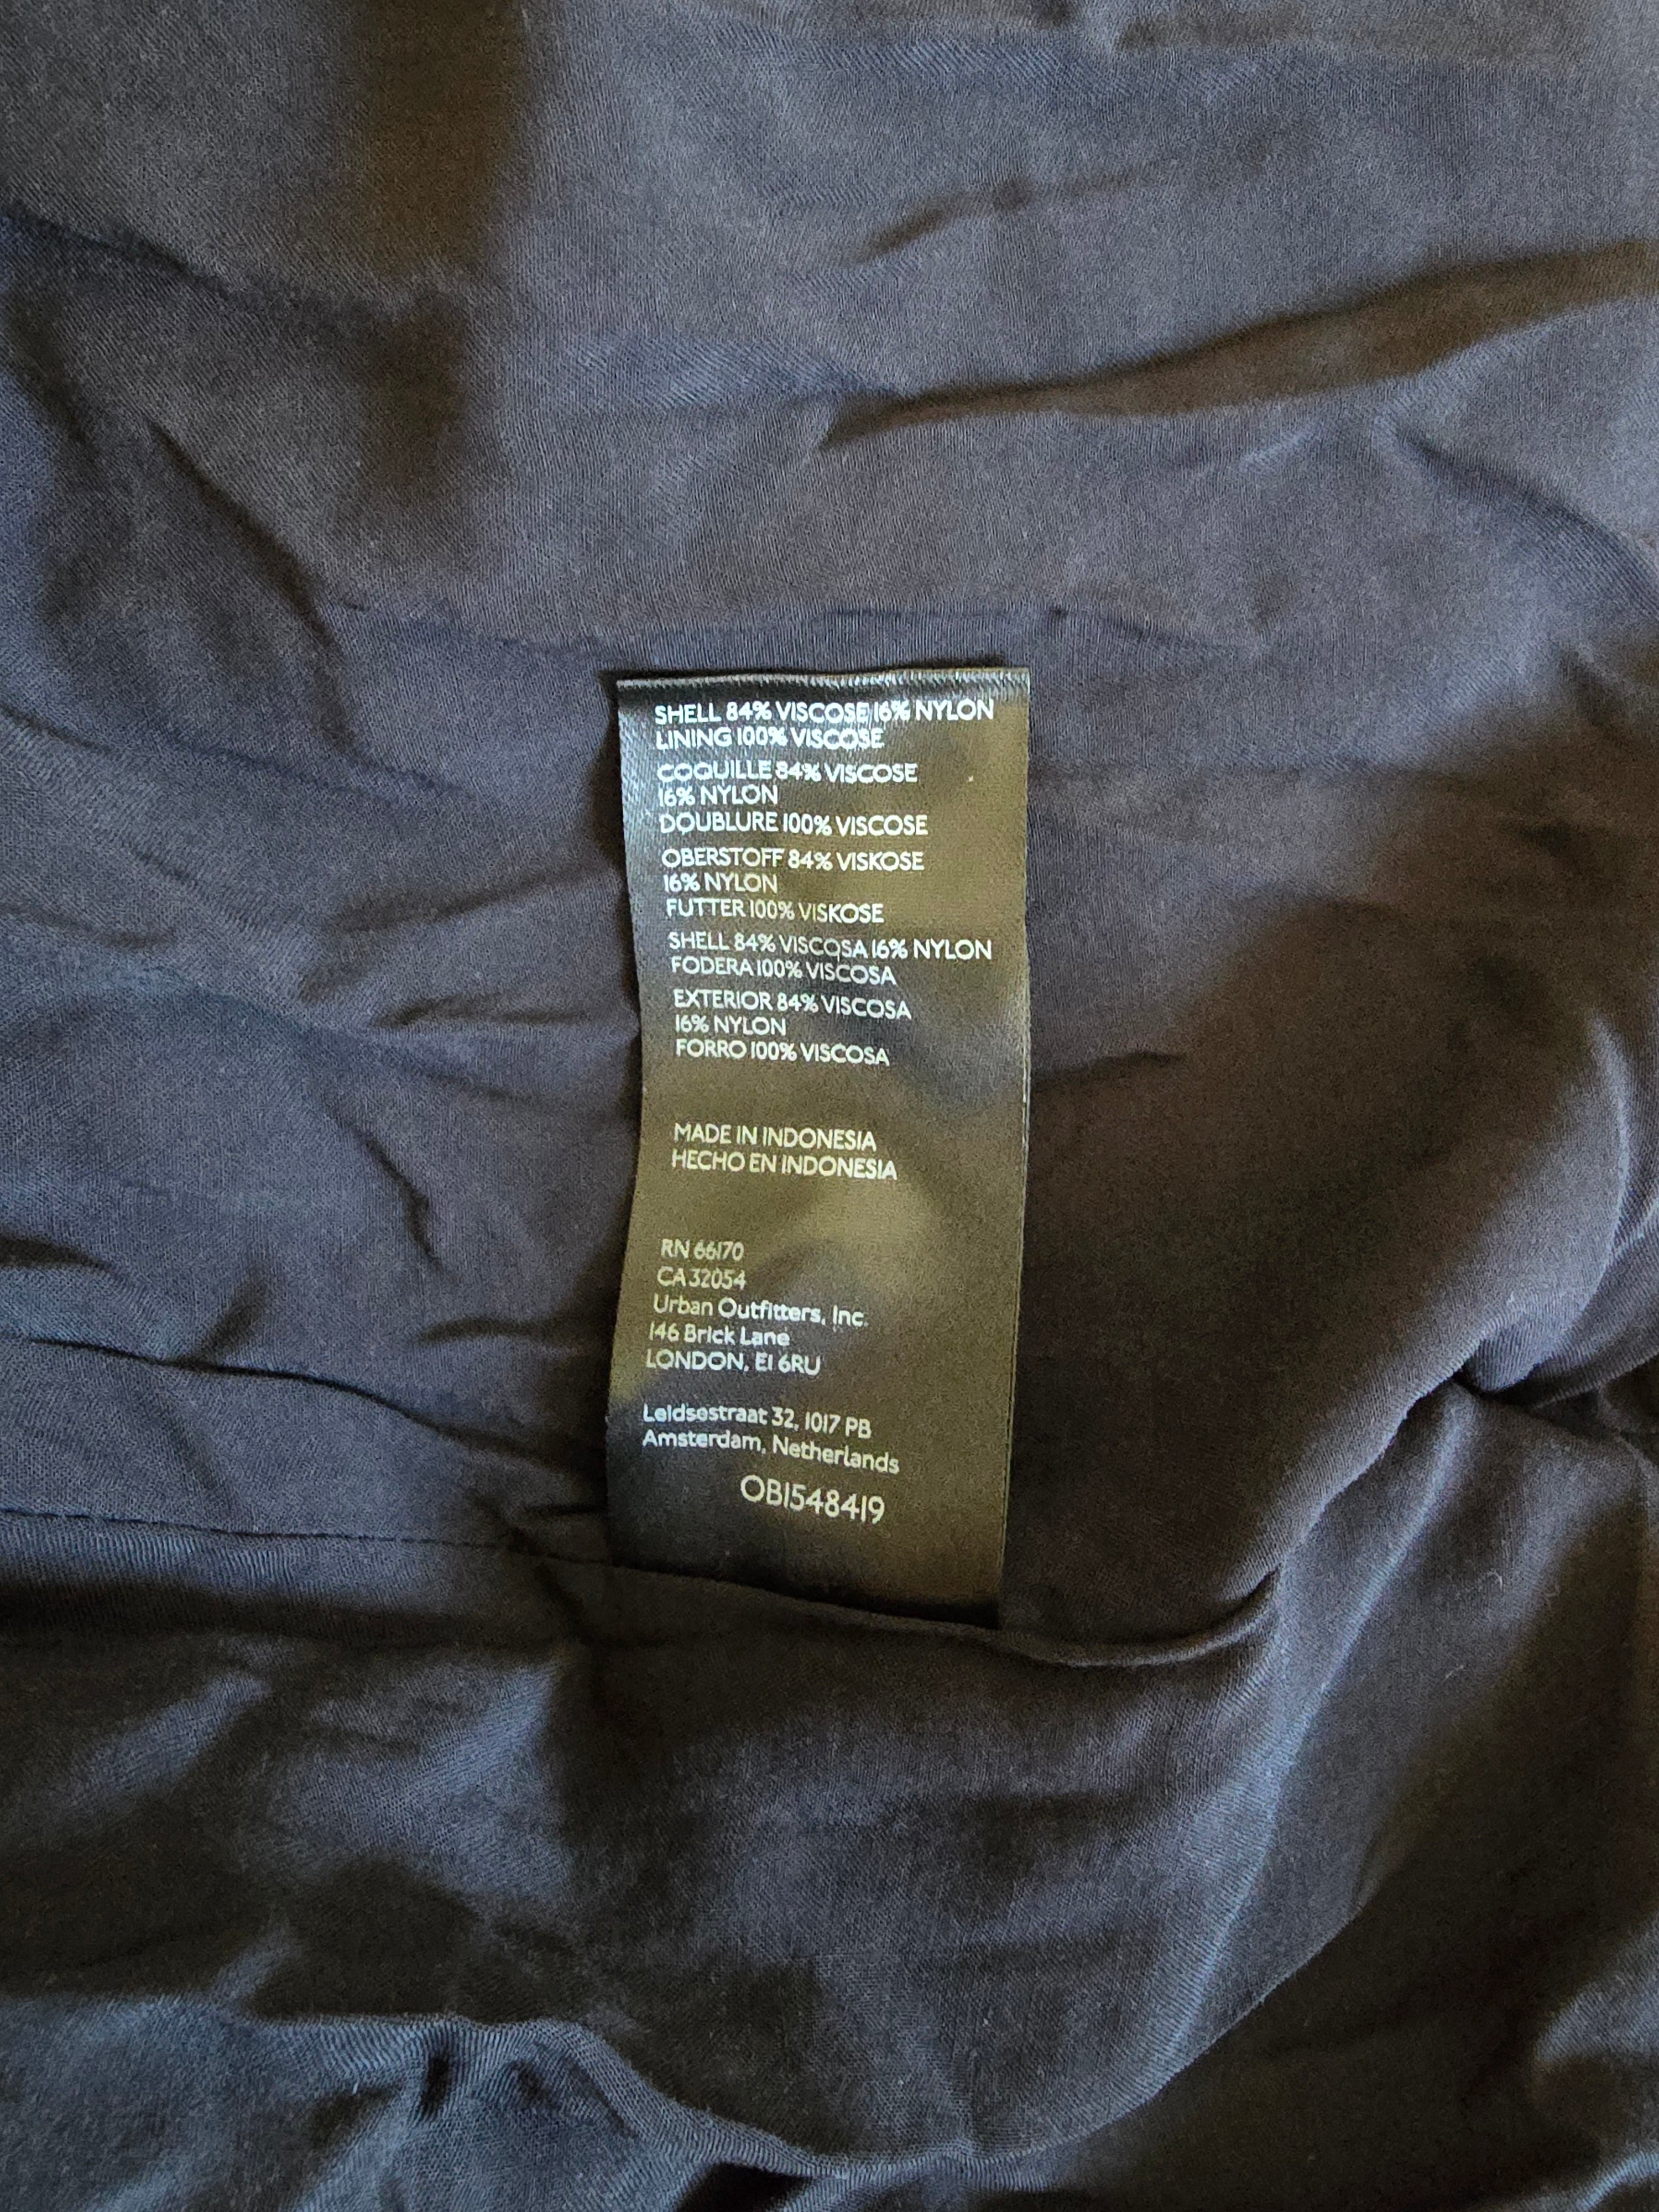 SHELL 84% VISCOSE 16% NYLON
LINING 100% VISCOSE
COQUILLE 84% VISCOSE
16% NYLON
DOUBLURE 100% VISCOSE
OBERSTOFF 84% VISKOSE
16% NYLON
FUTTER 100% VISKOSE
SHELL 84% VISCOSA 16% NYLON
FODERA 100% VISCOSA
EXTERIOR 84% VISCOSA
16% NYLON
FORRO 100% VISCOSA
MADE IN INDONESIA
HECHO EN INDONESIA
RN 66170
CA 32054
Urban Outfitters, Inc.
146 Brick Lane
LONDON, E1 6RU
Leidsestraat 32, 1017 PB
Amsterdam, Netherlands
OB1548419